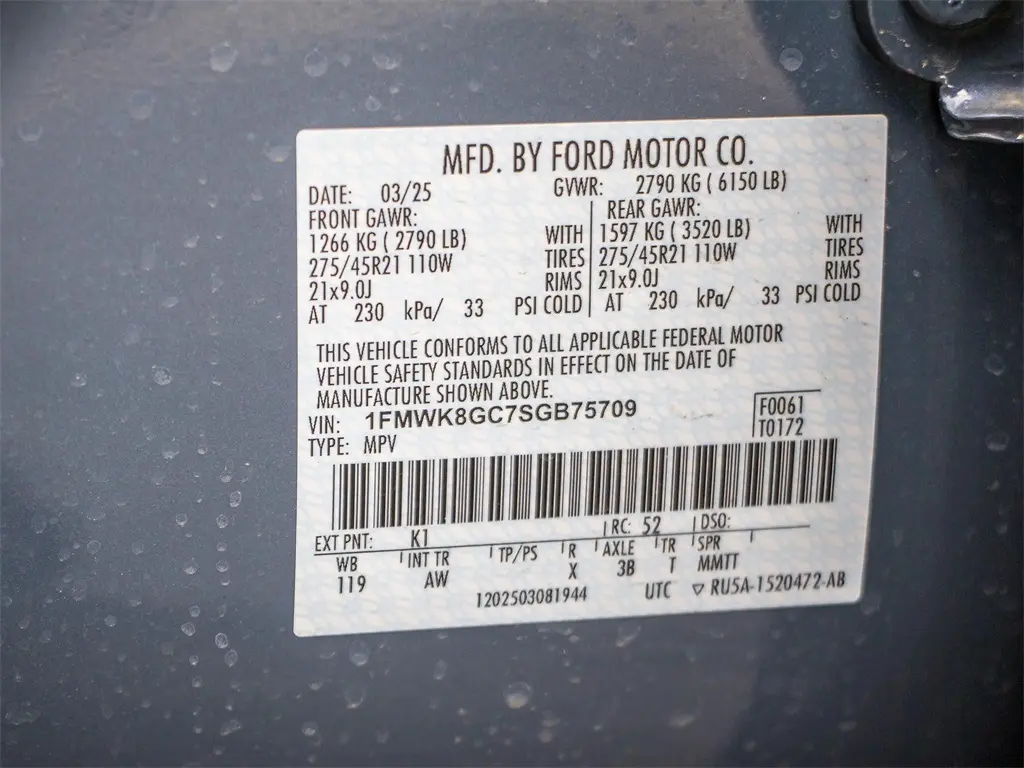 MFD. BY FORD MOTOR CO.
DATE: 03/25 GVWR: 2790 KG ( 6150 LB)
FRONT GAWR: REAR GAWR:
1266 KG ( 2790 LB) WITH 1597 KG ( 3520 LB) WITH
275/45R21 110W TIRES 275/45R21 110W TIRES
21x9.0J RIMS 21x9.0J RIMS
AT 230 kPa/ 33 PSI COLD AT 230 kPa/ 33 PSI COLD
THIS VEHICLE CONFORMS TO ALL APPLICABLE FEDERAL MOTOR
VEHICLE SAFETY STANDARDS IN EFFECT ON THE DATE OF
MANUFACTURE SHOWN ABOVE.
VIN: 1FMWK8GC7SGB75709 F0061
TYPE: MPV T0172
EXT PNT: K1 RC: 52 DSO:
WB INT TR TP/PS R AXLE TR SPR
119 AW X 3B T MMTT
1202503081944 UTC ▽ RU5A-1520472-AB